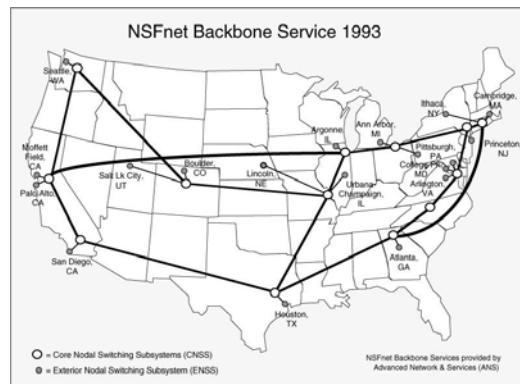 NSFnet Backbone Service 1993
Seattle,
WA
Ithaca,
NY
Cambridge,
MA
Argonne,
IL
Ann Arbor,
MI
Princeton,
NJ
Pittsburgh,
PA
College Pk,
MD
Arlington,
VA
Moffett
Field,
CA
Palo Alto,
CA
Salt Lk City,
UT
Boulder,
CO
Lincoln,
NE
Urbana-
Champaign,
IL
San Diego,
CA
Atlanta,
GA
Houston,
TX
= Core Nodal Switching Subsystems (CNSS)
= Exterior Nodal Switching Subsystem (ENSS)
NSFnet Backbone Services provided by
Advanced Network & Services (ANS)